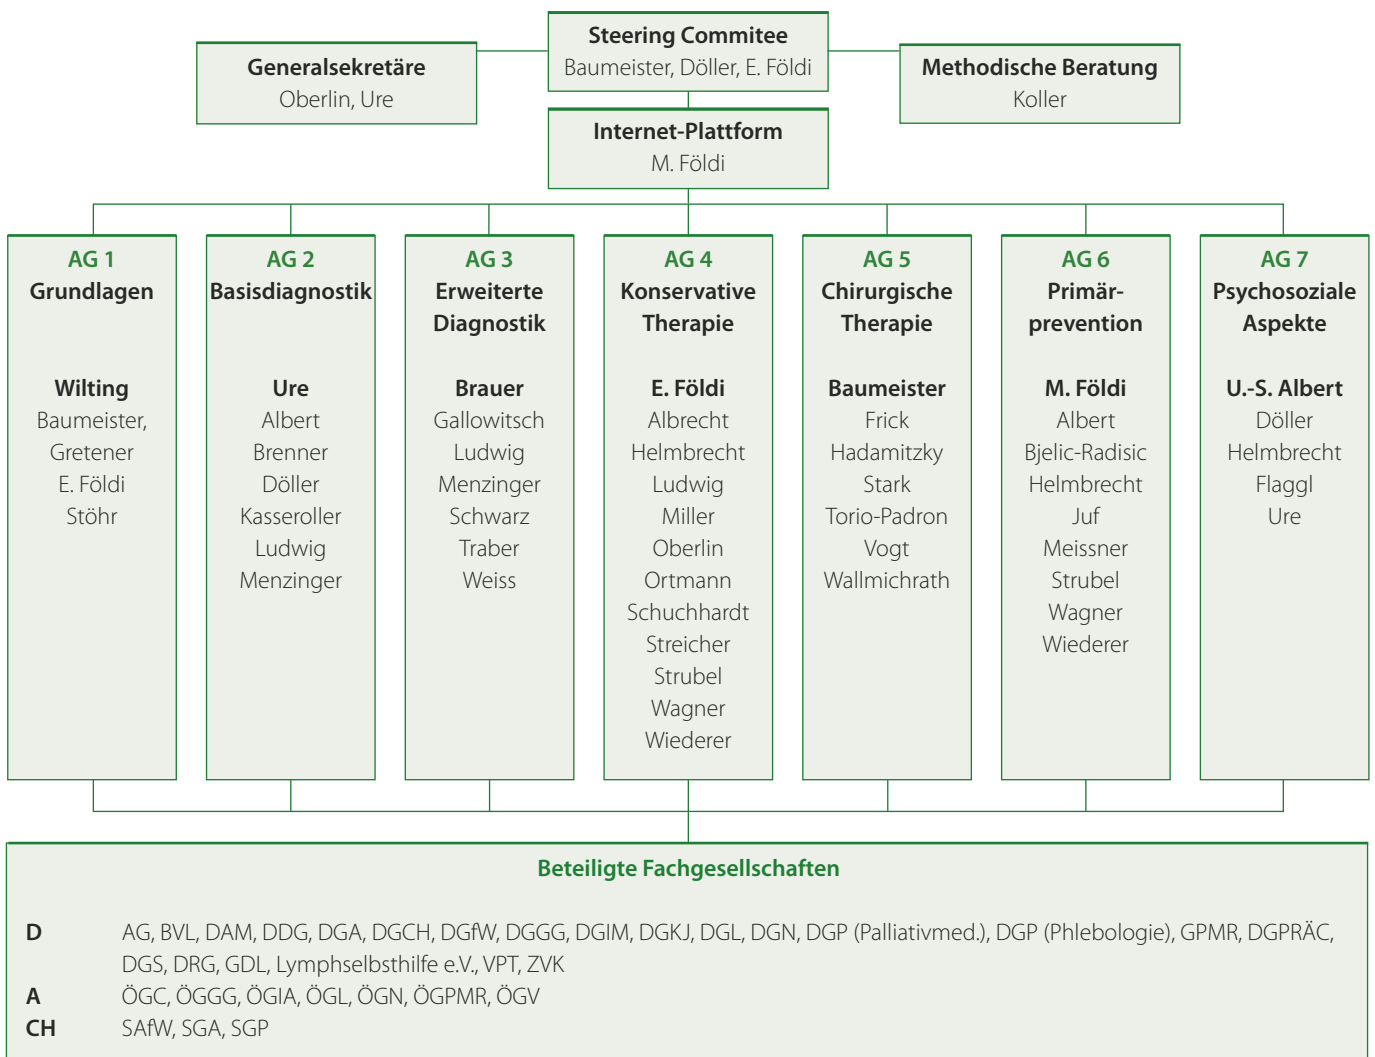 Steering Commitee
Baumeister, Döller, E. Földi
Generalsekretäre
Oberlin, Ure
Methodische Beratung
Koller
Internet-Plattform
M. Földi
AG 1
Grundlagen
Wilting
Baumeister,
Gretener
E. Földi
Stöhr
AG 2
Basisdiagnostik
Ure
Albert
Brenner
Döller
Kasseroller
Ludwig
Menzinger
AG 3
Erweiterte
Diagnostik
Brauer
Gallowitsch
Ludwig
Menzinger
Schwarz
Traber
Weiss
AG 4
Konservative
Therapie
E. Földi
Albrecht
Helmbrecht
Ludwig
Miller
Oberlin
Ortmann
Schuchhardt
Streicher
Strubel
Wagner
Wiederer
AG 5
Chirurgische
Therapie
Baumeister
Frick
Hadamitzky
Stark
Torio-Padron
Vogt
Wallmichrath
AG 6
Primär-
prevention
M. Földi
Albert
Bjelic-Radisic
Helmbrecht
Juf
Meissner
Strubel
Wagner
Wiederer
AG 7
Psychosoziale
Aspekte
U.-S. Albert
Döller
Helmbrecht
Flaggl
Ure
Beteiligte Fachgesellschaften
D AG, BVL, DAM, DDG, DGA, DGCH, DGfW, DGGG, DGIM, DGKJ, DGL, DGN, DGP (Palliativmed.), DGP (Phlebologie), GPMR, DGPRÄC,
DGS, DRG, GDL, Lymphselbsthilfe e.V., VPT, ZVK
A ÖGC, ÖGGG, ÖGIA, ÖGL, ÖGN, ÖGPMR, ÖGV
CH SAfW, SGA, SGP